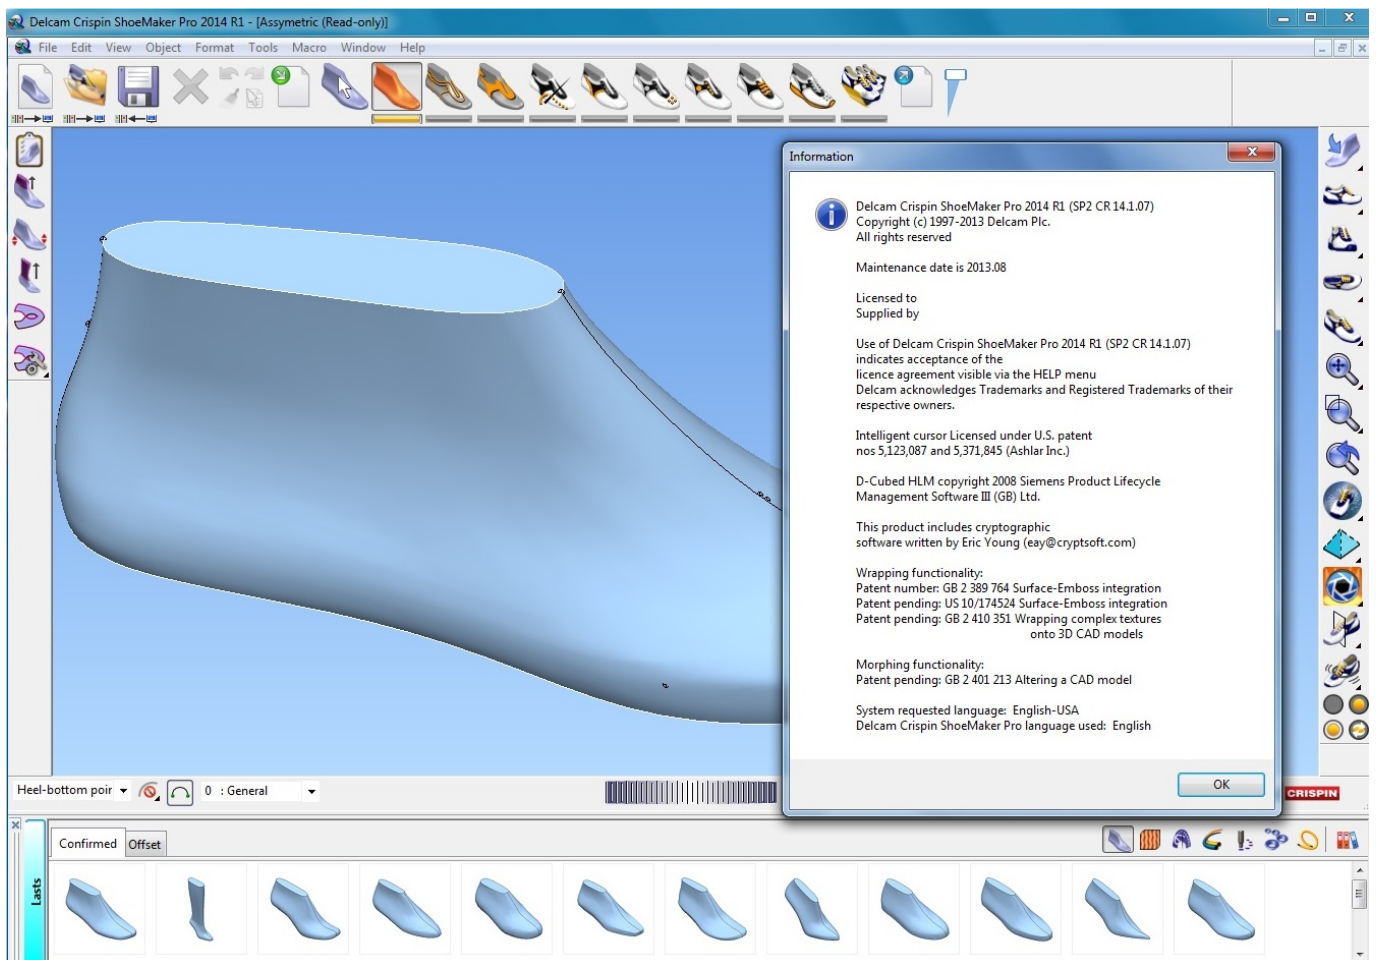 Delcam Crispin ShoeMaker Pro 2014 R1 - [Assymetric (Read-only)]
File Edit View Object Format Tools Macro Window Help
Information
Delcam Crispin ShoeMaker Pro 2014 R1 (SP2 CR 14.1.07)
Copyright (c) 1997-2013 Delcam Plc.
All rights reserved
Maintenance date is 2013.08
Licensed to
Supplied by
Use of Delcam Crispin ShoeMaker Pro 2014 R1 (SP2 CR 14.1.07)
indicates acceptance of the
licence agreement visible via the HELP menu
Delcam acknowledges Trademarks and Registered Trademarks of their
respective owners.
Intelligent cursor Licensed under U.S. patent
nos 5,123,087 and 5,371,845 (Ashlar Inc.)
D-Cubed HLM copyright 2008 Siemens Product Lifecycle
Management Software III (GB) Ltd.
This product includes cryptographic
software written by Eric Young (eay@cryptsoft.com)
Wrapping functionality:
Patent number: GB 2 389 764 Surface-Emboss integration
Patent pending: US 10/174524 Surface-Emboss integration
Patent pending: GB 2 410 351 Wrapping complex textures
onto 3D CAD models
Morphing functionality:
Patent pending: GB 2 401 213 Altering a CAD model
System requested language: English-USA
Delcam Crispin ShoeMaker Pro language used: English
OK
Heel-bottom poir
0 : General
CRISPIN
Confirmed Offset
Lasts